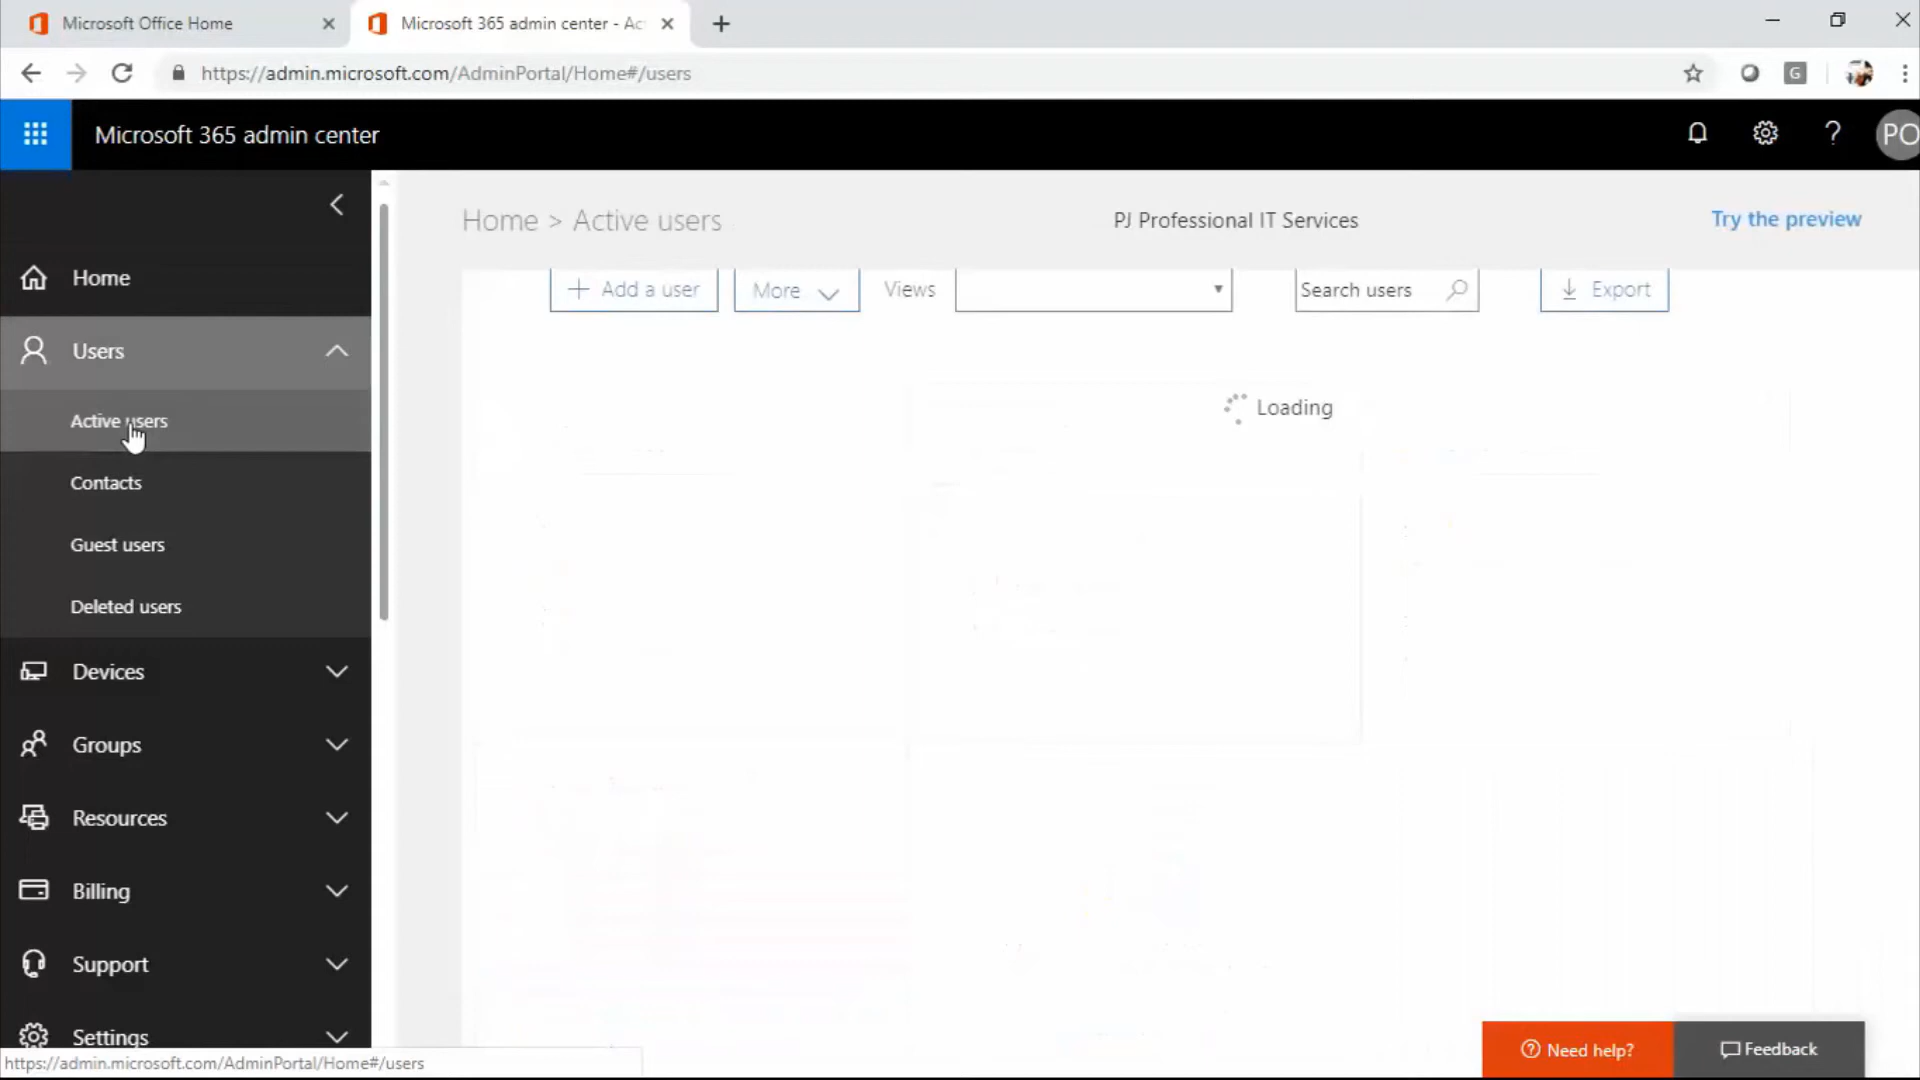 Microsoft Office Home
Microsoft 365 admin center - Ac
https://admin.microsoft.com/AdminPortal/Home#/users
G
Microsoft 365 admin center
?
PO
Home > Active users
PJ Professional IT Services
Try the preview
Home
Add a user
More
Views
Search users
Export
Users
Loading
Active users
Contacts
Guest users
Deleted users
Devices
Groups
Resources
Billing
Support
Settings
https://admin.microsoft.com/AdminPortal/Home#/users
Need help?
Feedback